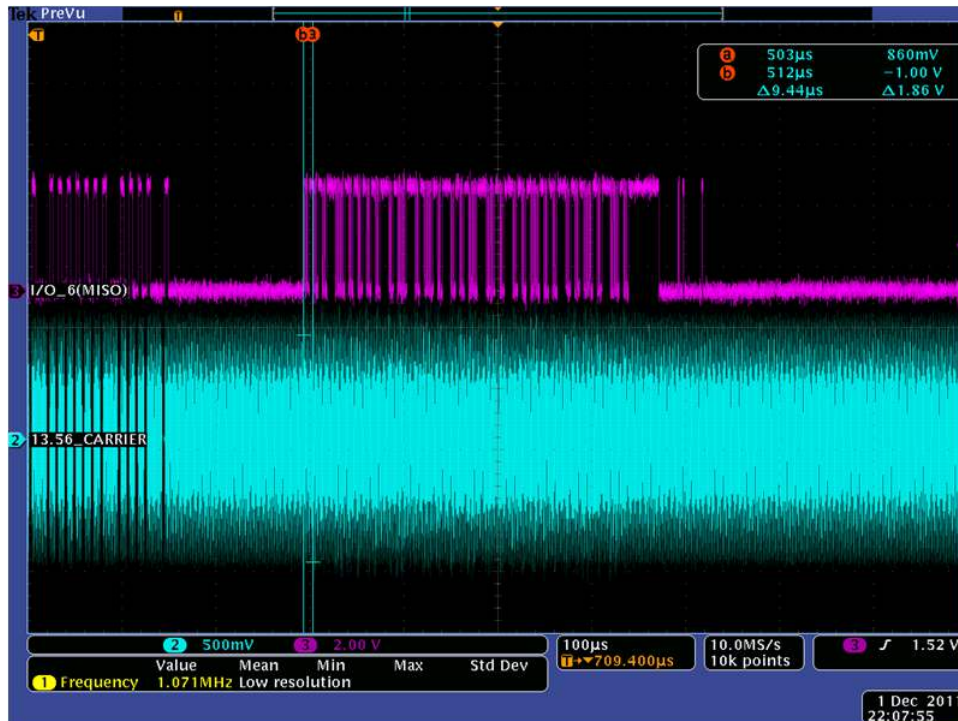 Tek PreVu
T
T
b 3
a 503µs 860mV
b 512µs −1.00 V
Δ9.44µs Δ1.86 V
3 I/O_6(MISO)
2 13.56_CARRIER
2 500mV 3 2.00 V
100µs
T→▼709.400µs
10.0MS/s
10k points
3 1.52 V
Value Mean Min Max Std Dev
1 Frequency 1.071MHz Low resolution
1 Dec 2011
22:07:55